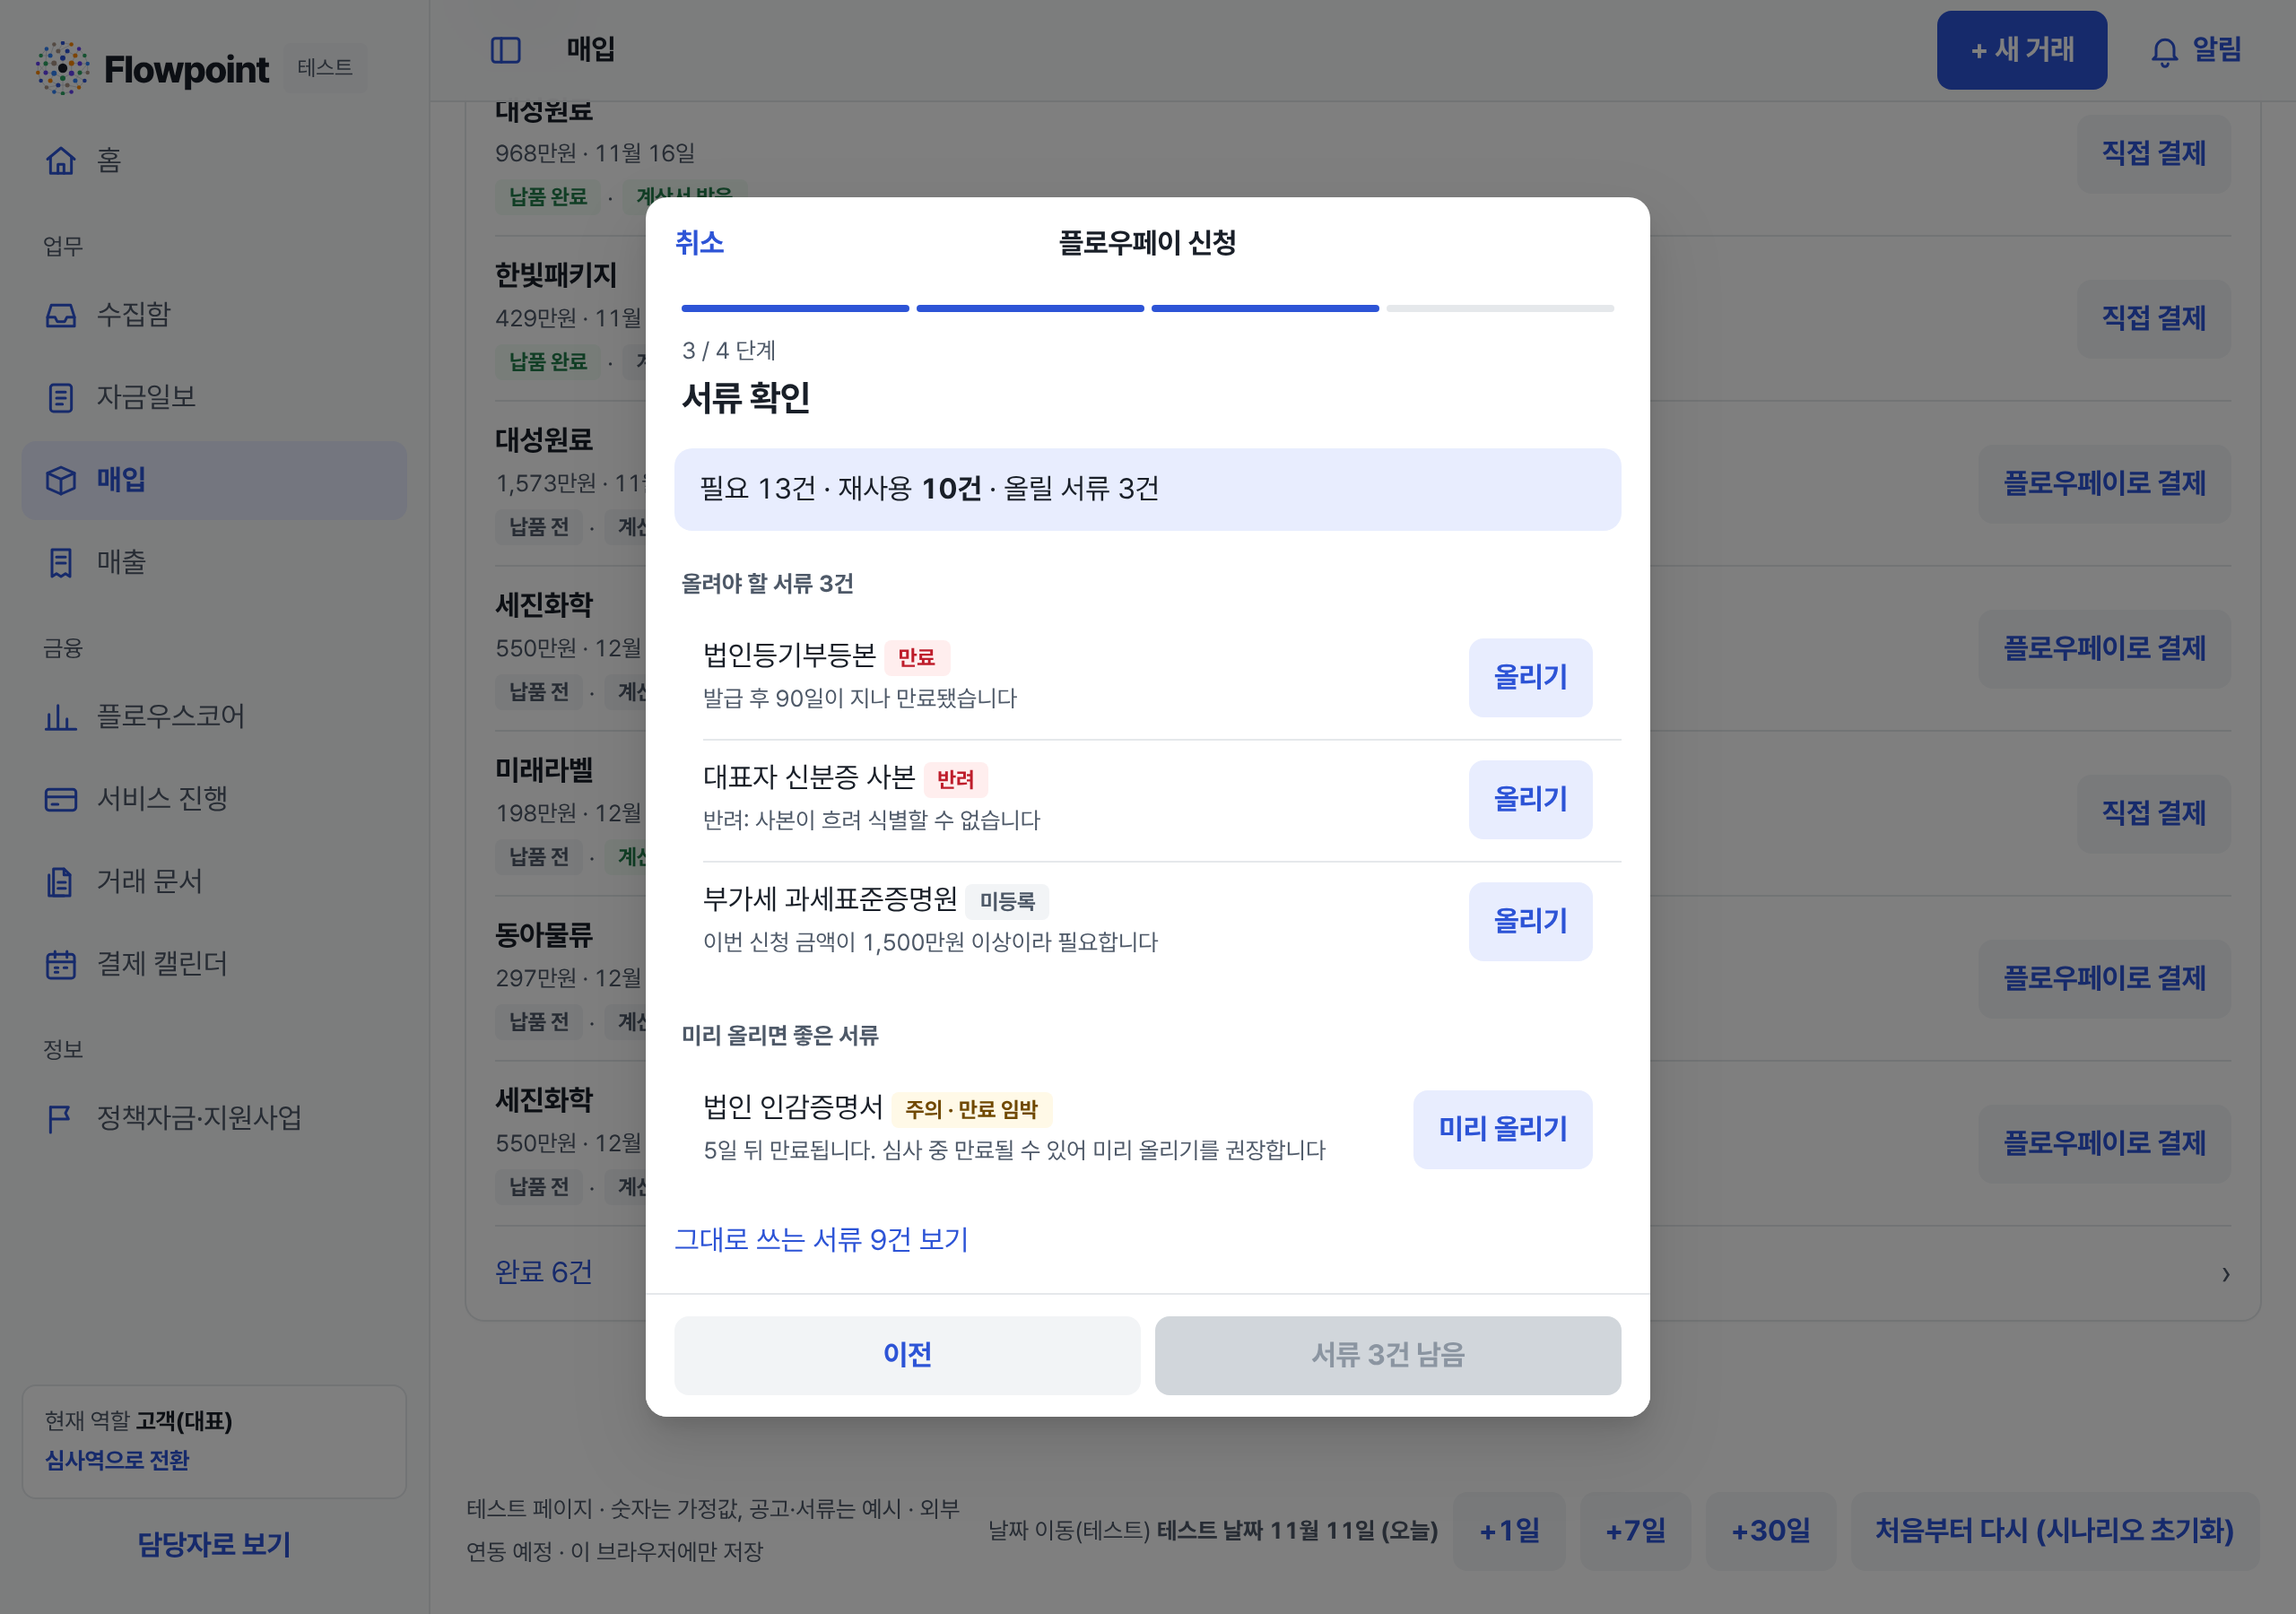 Flowpoint 테스트
홈
업무
수집함
자금일보
매입
매출
금융
플로우스코어
서비스 진행
거래 문서
결제 캘린더
정보
정책자금·지원사업
현재 역할 고객(대표)
심사역으로 전환
담당자로 보기
매입
+ 새 거래
알림
대성원료
968만원 · 11월 16일
납품 완료 · 계산서 받음
직접 결제
한빛패키지
429만원 · 11월
납품 완료 ·
직접 결제
대성원료
1,573만원 · 11
납품 전 ·
플로우페이로 결제
세진화학
550만원 · 12월
납품 전 ·
플로우페이로 결제
미래라벨
198만원 · 12월
납품 전 ·
직접 결제
동아물류
297만원 · 12월
납품 전 ·
플로우페이로 결제
세진화학
550만원 · 12월
납품 전 ·
플로우페이로 결제
완료 6건
취소
플로우페이 신청
3 / 4 단계
서류 확인
필요 13건 · 재사용 10건 · 올릴 서류 3건
올려야 할 서류 3건
법인등기부등본 만료
발급 후 90일이 지나 만료됐습니다
올리기
대표자 신분증 사본 반려
반려: 사본이 흐려 식별할 수 없습니다
올리기
부가세 과세표준증명원 미등록
이번 신청 금액이 1,500만원 이상이라 필요합니다
올리기
미리 올리면 좋은 서류
법인 인감증명서 주의 · 만료 임박
5일 뒤 만료됩니다. 심사 중 만료될 수 있어 미리 올리기를 권장합니다
미리 올리기
그대로 쓰는 서류 9건 보기
이전
서류 3건 남음
테스트 페이지 · 숫자는 가정값, 공고·서류는 예시 · 외부
연동 예정 · 이 브라우저에만 저장
날짜 이동(테스트) 테스트 날짜 11월 11일 (오늘)
+1일
+7일
+30일
처음부터 다시 (시나리오 초기화)